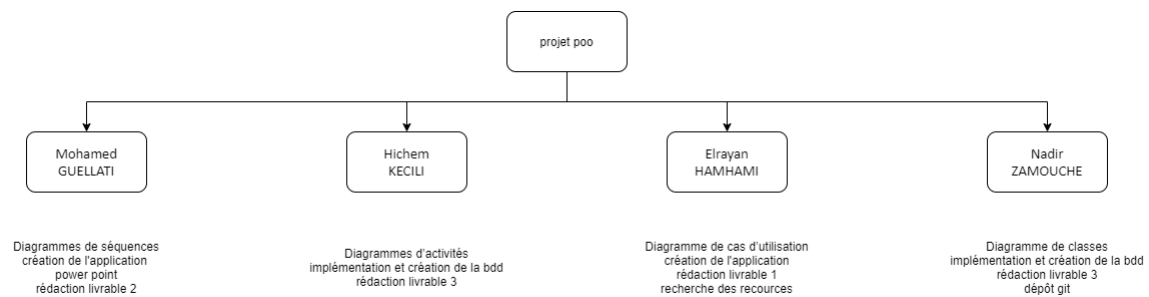 projet poo
Mohamed
GUELLATI
Hichem
KECILI
Elrayan
HAMHAMI
Nadir
ZAMOUCHE
Diagrammes de séquences
création de l'application
power point
rédaction livrable 2
Diagrammes d'activités
implémentation et création de la bdd
rédaction livrable 3
Diagramme de cas d'utilisation
création de l'application
rédaction livrable 1
recherche des recources
Diagramme de classes
implémentation et création de la bdd
rédaction livrable 3
dépôt git